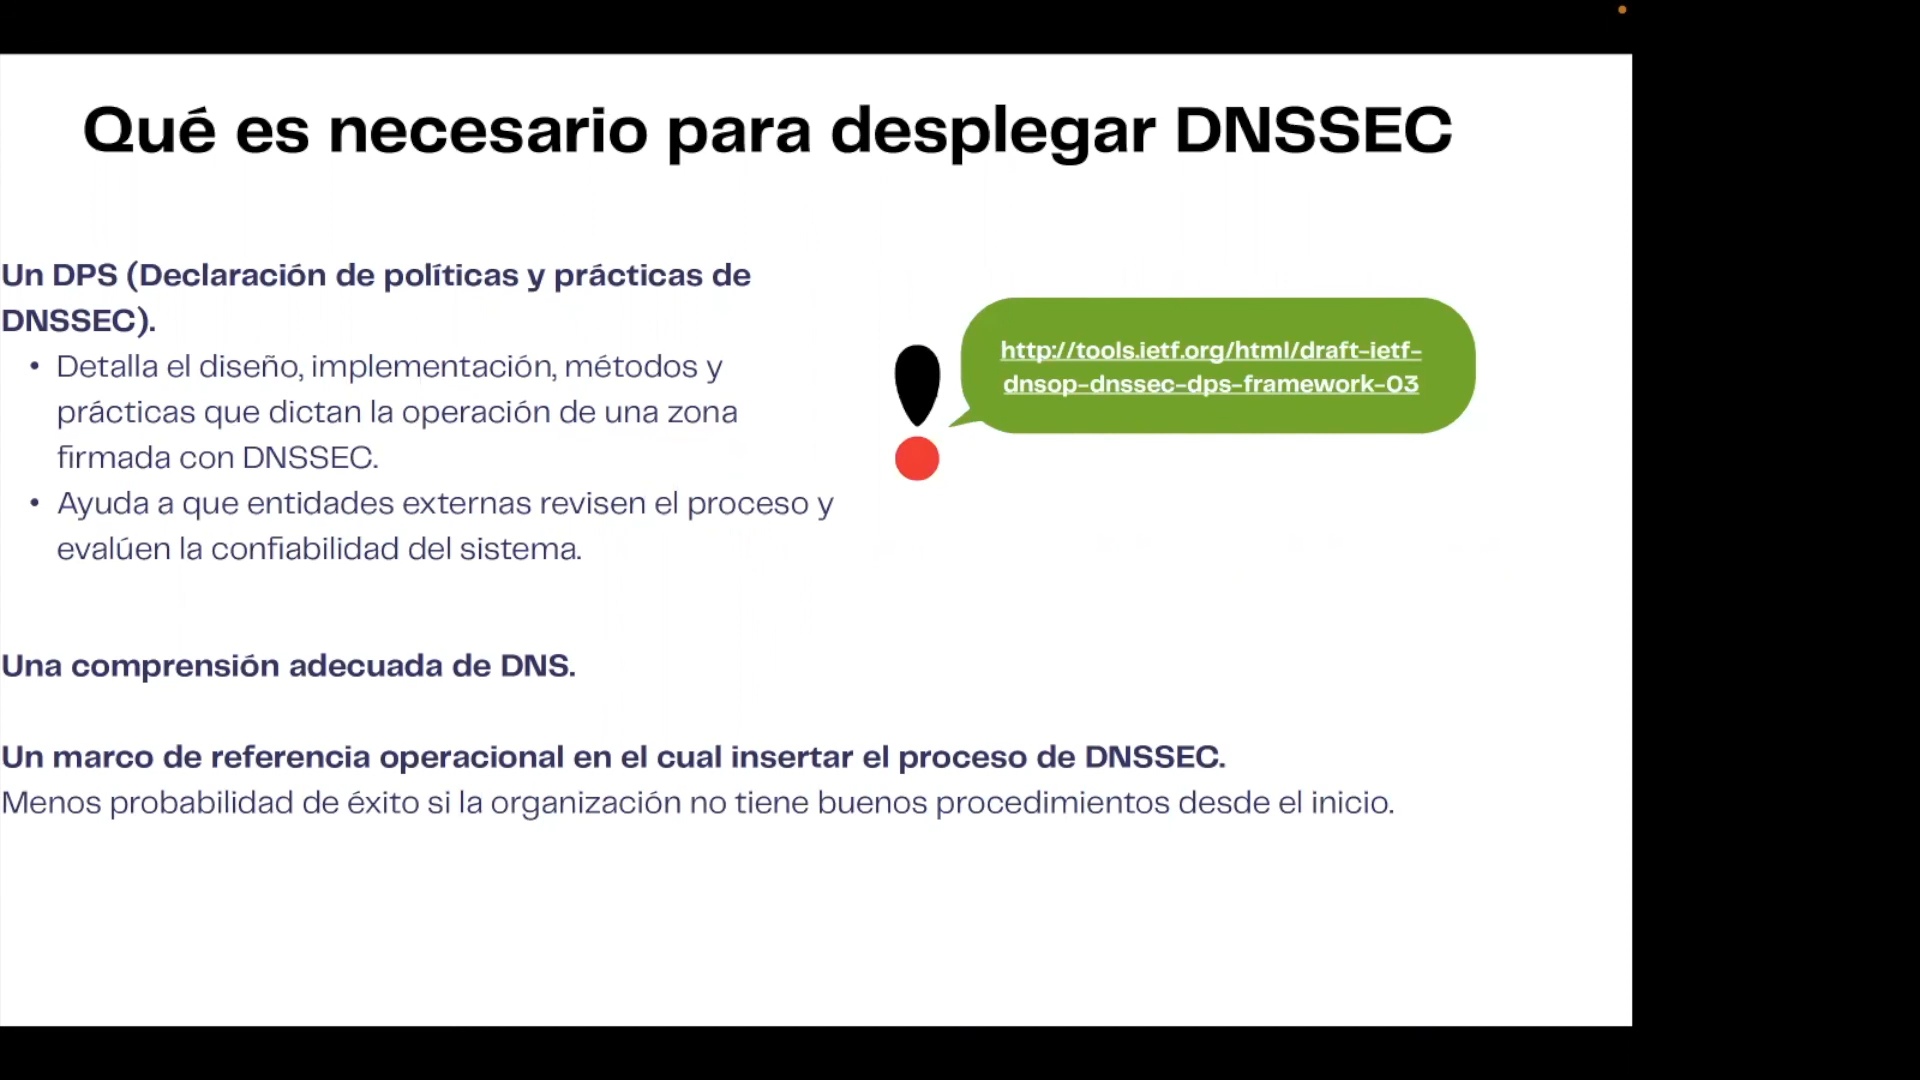 Qué es necesario para desplegar DNSSEC
Un DPS (Declaración de políticas y prácticas de
DNSSEC).
• Detalla el diseño, implementación, métodos y
prácticas que dictan la operación de una zona
firmada con DNSSEC.
• Ayuda a que entidades externas revisen el proceso y
evalúen la confiabilidad del sistema.
http://tools.ietf.org/html/draft-ietf-
dnsop-dnssec-dps-framework-03
Una comprensión adecuada de DNS.
Un marco de referencia operacional en el cual insertar el proceso de DNSSEC.
Menos probabilidad de éxito si la organización no tiene buenos procedimientos desde el inicio.